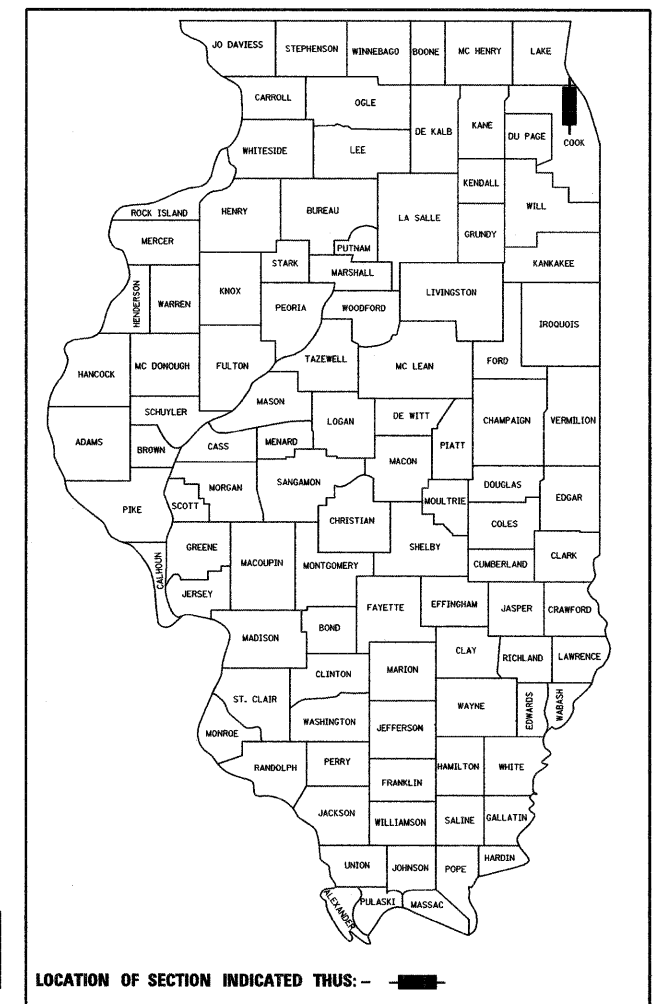 JO DAVIESS STEPHENSON WINNEBAGO BOONE MC HENRY LAKE
CARROLL OGLE DE KALB KANE DU PAGE COOK
WHITESIDE LEE
KENDALL
ROCK ISLAND HENRY BUREAU LA SALLE GRUNDY WILL
MERCER PUTNAM
STARK MARSHALL KANKAKEE
HENDERSON WARREN KNOX PEORIA WOODFORD LIVINGSTON IROQUOIS
HANCOCK MC DONOUGH FULTON TAZEWELL MC LEAN FORD
MASON
SCHUYLER LOGAN DE WITT CHAMPAIGN VERMILION
ADAMS BROWN CASS MENARD MACON PIATT
MORGAN SANGAMON DOUGLAS EDGAR
PIKE SCOTT CHRISTIAN MOULTRIE COLES
GREENE MACOUPIN MONTGOMERY SHELBY CUMBERLAND CLARK
CALHOUN JERSEY FAYETTE EFFINGHAM JASPER CRAWFORD
MADISON BOND
CLINTON MARION CLAY RICHLAND LAWRENCE
ST. CLAIR WASHINGTON JEFFERSON WAYNE EDWARDS WABASH
MONROE
RANDOLPH PERRY FRANKLIN HAMILTON WHITE
JACKSON WILLIAMSON SALINE GALLATIN
UNION JOHNSON POPE HARDIN
ALEXANDER PULASKI MASSAC
LOCATION OF SECTION INDICATED THUS: -